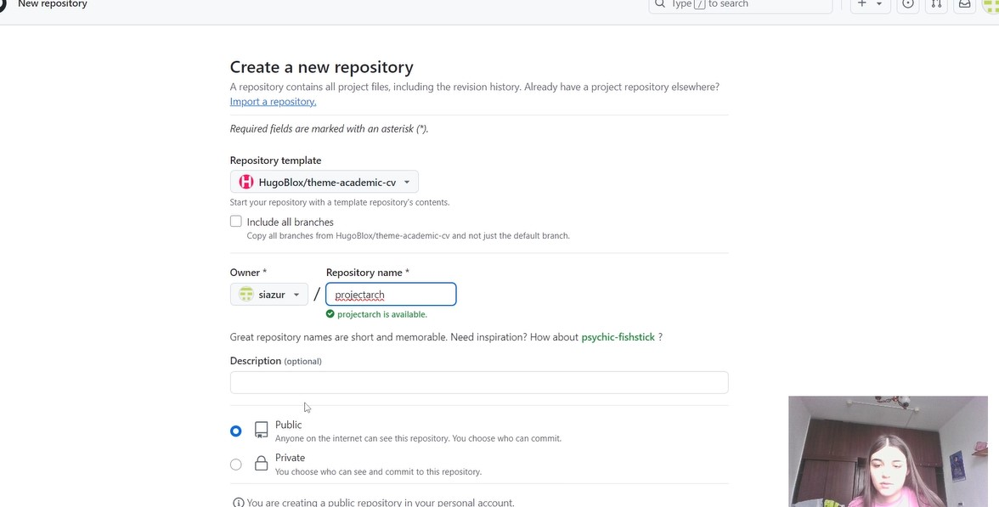 New repository
Type / to search
Create a new repository
A repository contains all project files, including the revision history. Already have a project repository elsewhere?
Import a repository.
Required fields are marked with an asterisk (*).
Repository template
H HugoBlox/theme-academic-cv
Start your repository with a template repository's contents.
Include all branches
Copy all branches from HugoBlox/theme-academic-cv and not just the default branch.
Owner * Repository name *
siazur / projectarch
projectarch is available.
Great repository names are short and memorable. Need inspiration? How about psychic-fishstick ?
Description (optional)
Public
Anyone on the internet can see this repository. You choose who can commit.
Private
You choose who can see and commit to this repository.
You are creating a public repository in your personal account.